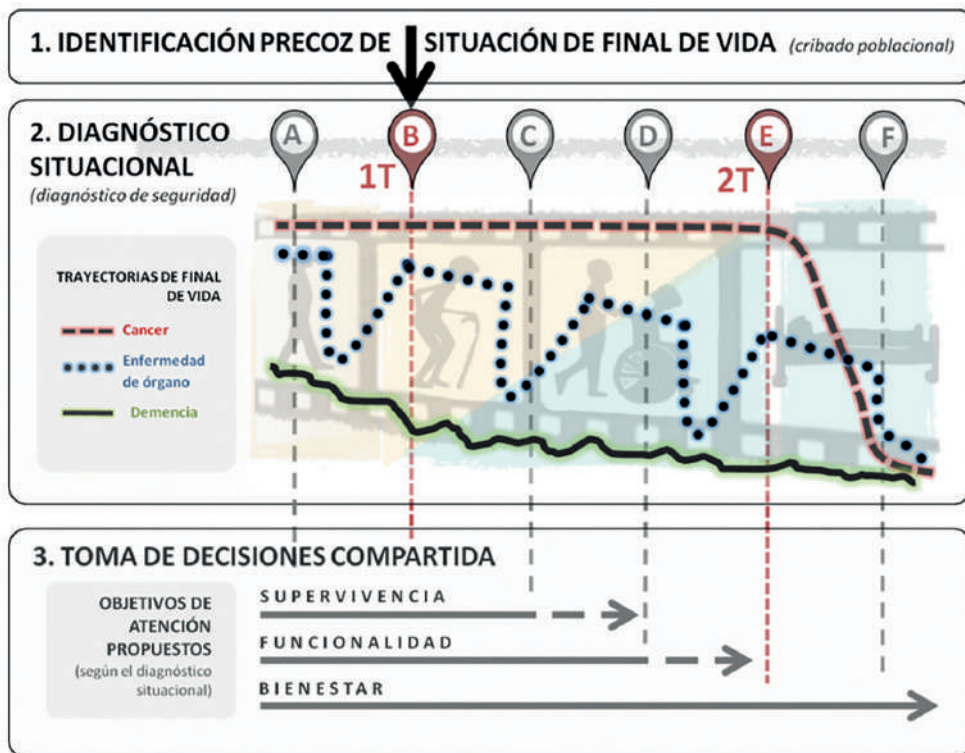 1. IDENTIFICACIÓN PRECOZ DE SITUACIÓN DE FINAL DE VIDA (cribado poblacional)
2. DIAGNÓSTICO
SITUACIONAL
(diagnóstico de seguridad)
A B C D E F
1T 2T
TRAYECTORIAS DE FINAL
DE VIDA
Cancer
Enfermedad
de órgano
Demencia
3. TOMA DE DECISIONES COMPARTIDA
OBJETIVOS DE
ATENCIÓN
PROPUESTOS
(según el diagnóstico
situacional)
SUPERVIVENCIA
FUNCIONALIDAD
BIENESTAR